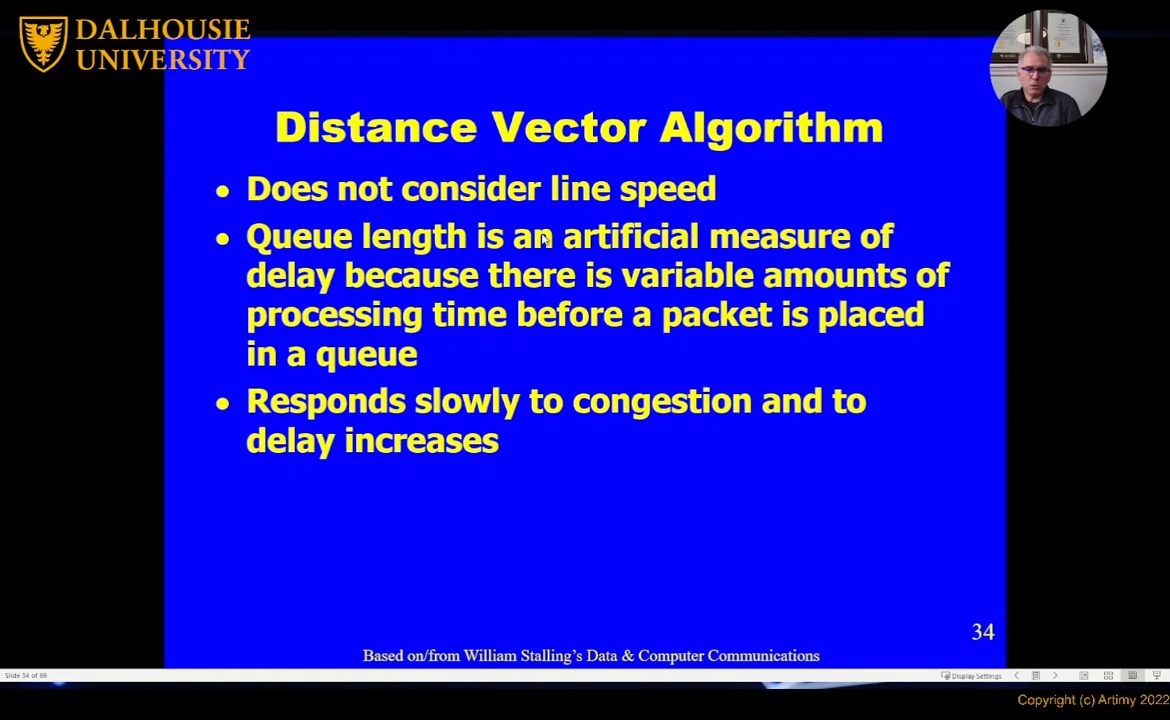 DALHOUSIE
UNIVERSITY
Distance Vector Algorithm
• Does not consider line speed
• Queue length is an artificial measure of
delay because there is variable amounts of
processing time before a packet is placed
in a queue
• Responds slowly to congestion and to
delay increases
34
Based on/from William Stalling's Data & Computer Communications
Slide 34 of 69
Display Settings
Copyright (c) Artimy 2022